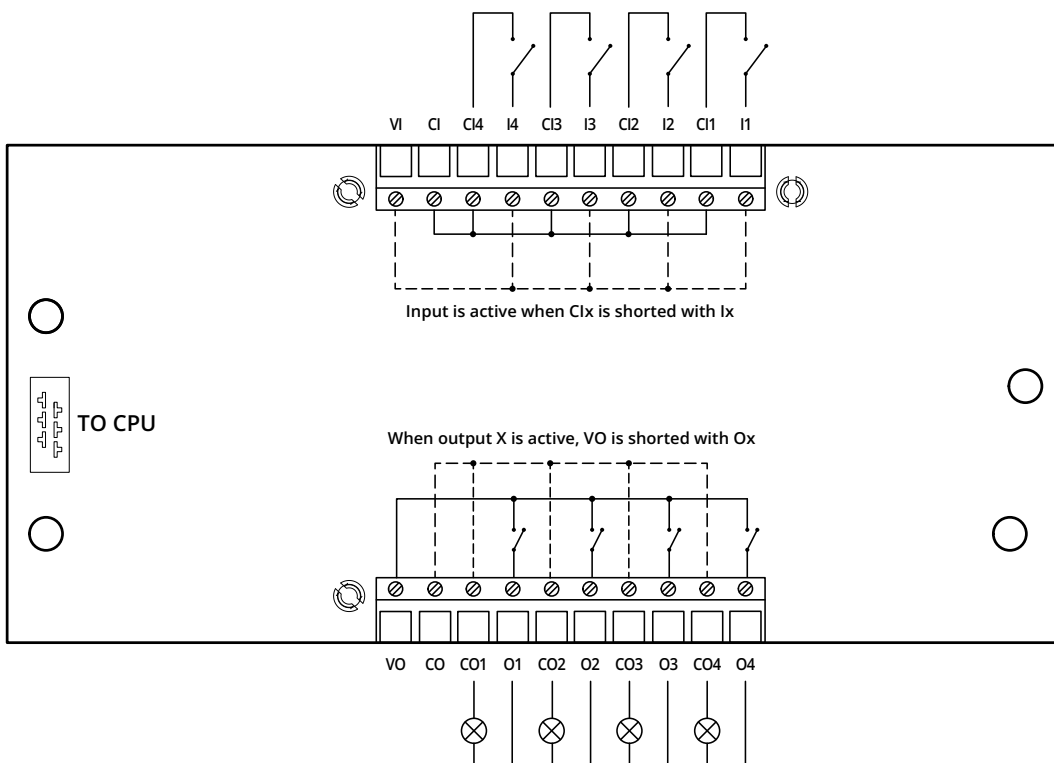 VI CI CI4 I4 CI3 I3 CI2 I2 CI1 I1
Input is active when CIx is shorted with Ix
TO CPU
When output X is active, VO is shorted with Ox
VO CO CO1 O1 CO2 O2 CO3 O3 CO4 O4